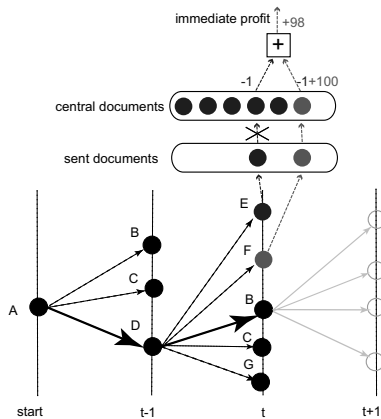 immediate profit
+98
+
-1
-1+100
central documents
sent documents
E
B
F
C
B
A
D
C
G
start
t-1
t
t+1